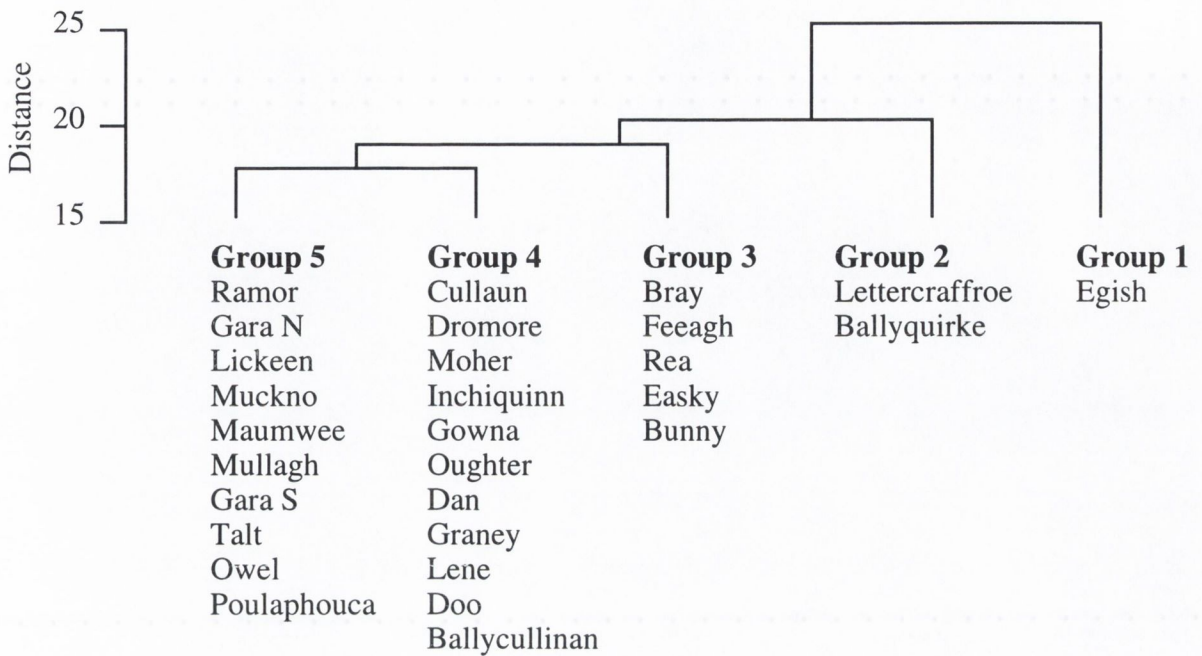 25
20
15
Distance
Group 5
Ramor
Gara N
Lickeen
Muckno
Maumwee
Mullagh
Gara S
Talt
Owel
Poulaphouca
Group 4
Cullaun
Dromore
Moher
Inchiquinn
Gowna
Oughter
Dan
Graney
Lene
Doo
Ballycullinan
Group 3
Bray
Feeagh
Rea
Easky
Bunny
Group 2
Lettercraffroe
Ballyquirke
Group 1
Egish